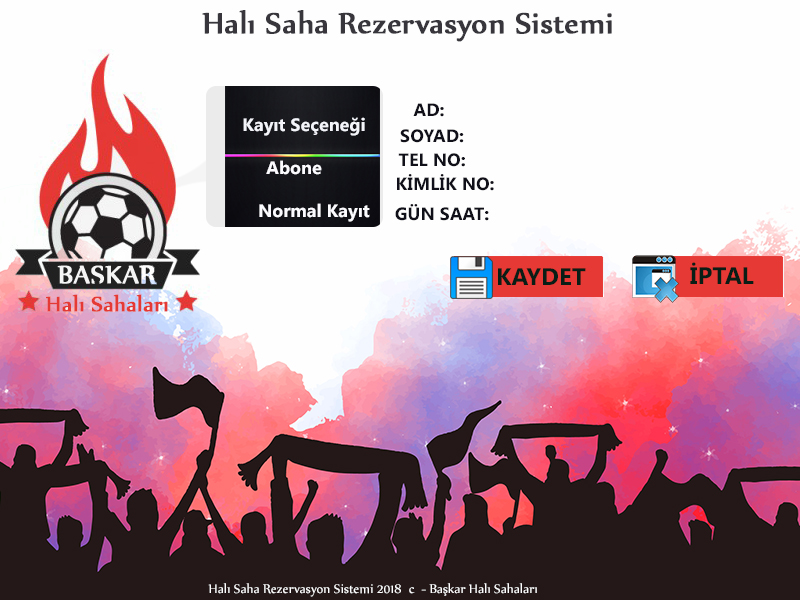 Halı Saha Rezervasyon Sistemi
BAŞKAR
Halı Sahaları
Kayıt Seçeneği
Abone
Normal Kayıt
AD:
SOYAD:
TEL NO:
KİMLİK NO:
GÜN SAAT:
KAYDET
İPTAL
Halı Saha Rezervasyon Sistemi 2018 c - Başkar Halı Sahaları